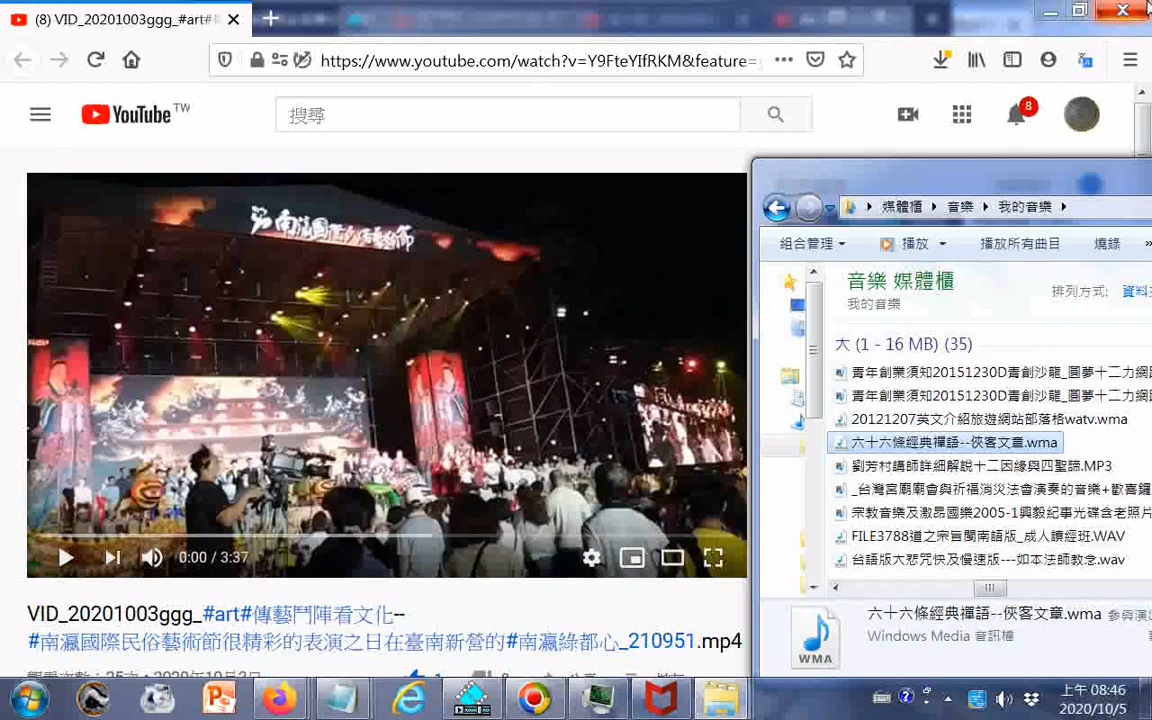 (8) VID_20201003ggg_#art#
https://www.youtube.com/watch?v=Y9FteYIfRKM&feature=y
YouTube TW
搜尋
8
0:00 / 3:37
VID_20201003ggg_#art#傳藝鬥陣看文化--
#南瀛國際民俗藝術節很精彩的表演之日在臺南新營的#南瀛綠都心_210951.mp4
媒體櫃 音樂 我的音樂
組合管理 播放 播放所有曲目 燒錄 »
音樂 媒體櫃
我的音樂
排列方式: 資料
大 (1 - 16 MB) (35)
青年創業須知20151230D青創沙龍_圓夢十二力網
青年創業須知20151230D青創沙龍_圓夢十二力網
20121207英文介紹旅遊網站部落格watv.wma
六十六條經典禪語--俠客文章.wma
劉芳村講師詳細解說十二因緣與四聖諦.MP3
_台灣宮廟廟會與祈福消災法會演奏的音樂+歡喜鑼
宗教音樂及激昂國樂2005-1興毅紀事光碟含老照片
FILE3788道之宗旨閩南語版_成人讀經班.WAV
台語版大悲咒快及慢速版---如本法師教念.wav
六十六條經典禪語--俠客文章.wma 參與演
Windows Media 音訊檔
WMA
上午 08:46
2020/10/5